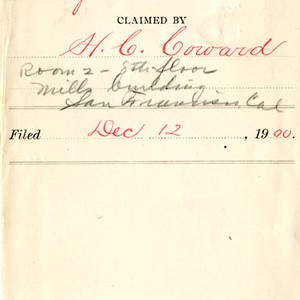 CLAIMED BY
H. C. Coward
Room 2 - 8th floor
Mills Building
San Francisco Cal
Filed Dec 12, 1900.